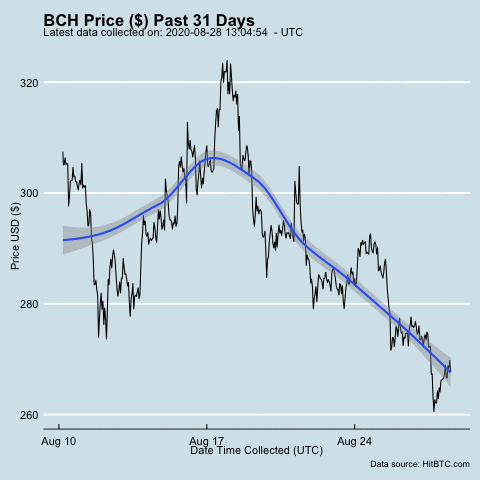 BCH Price ($) Past 31 Days
Latest data collected on: 2020-08-28 13:04:54 - UTC
Price USD ($)
320
300
280
260
Aug 10
Aug 17
Aug 24
Date Time Collected (UTC)
Data source: HitBTC.com